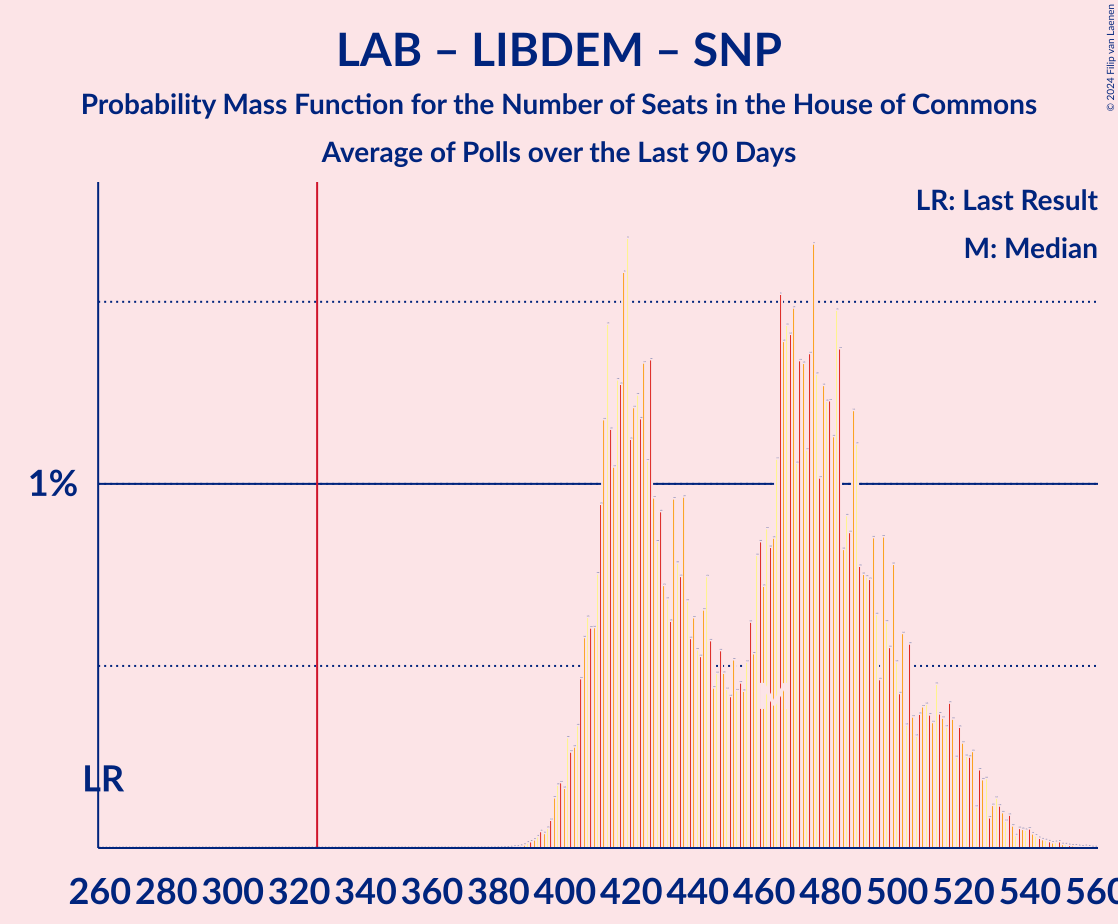 LAB – LIBDEM – SNP
Probability Mass Function for the Number of Seats in the House of Commons
Average of Polls over the Last 90 Days
© 2024 Filip van Laenen
LR: Last Result
M: Median
1%
M
LR
260 280 300 320 340 360 380 400 420 440 460 480 500 520 540 560